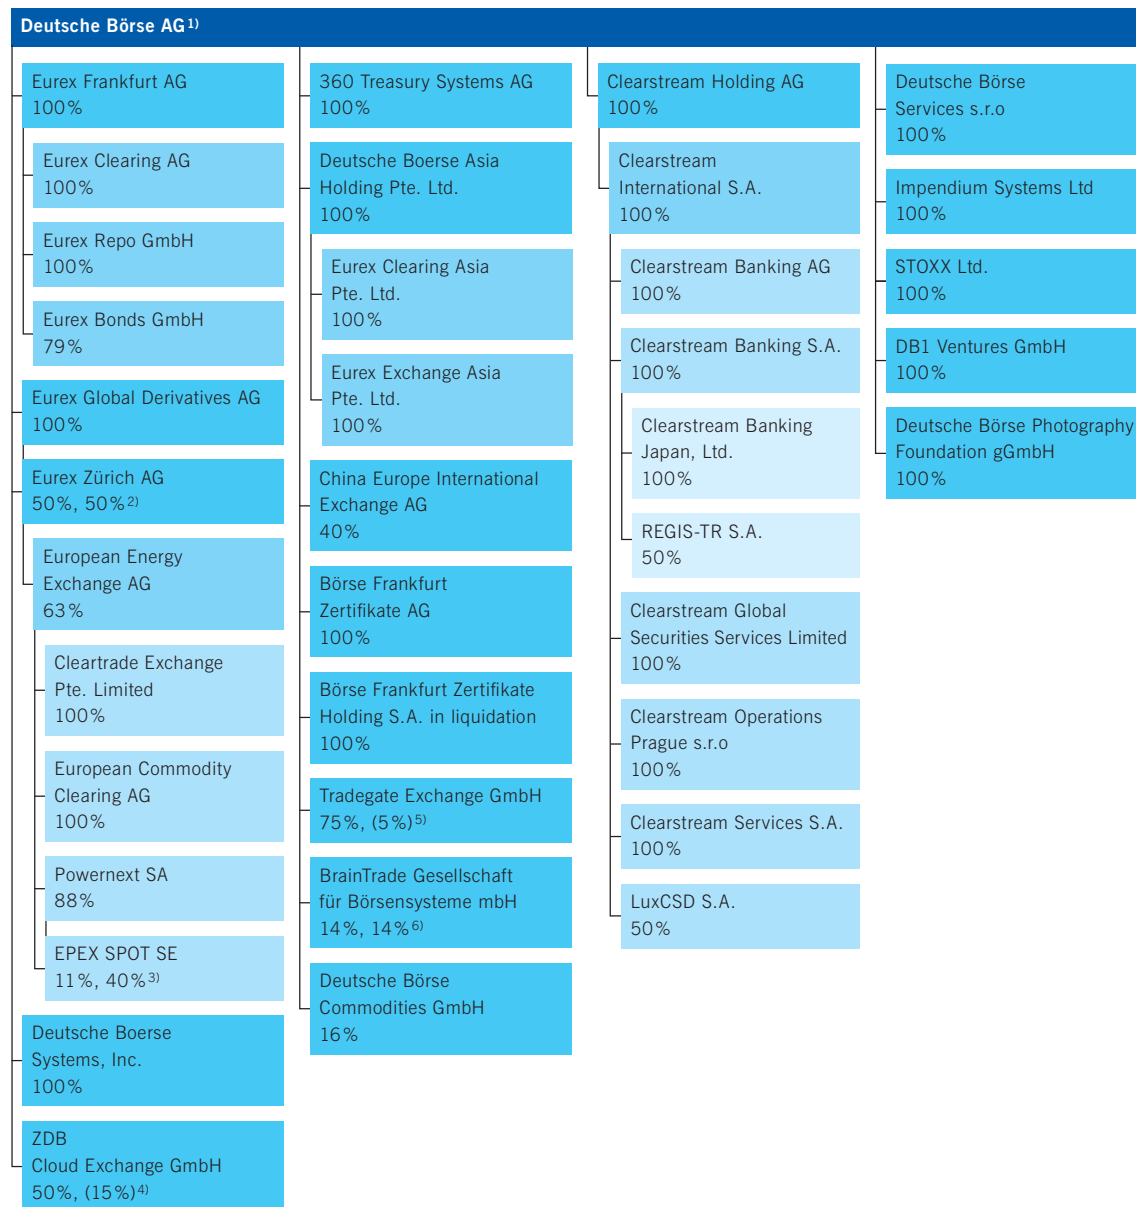 Deutsche Börse AG1)
Eurex Frankfurt AG
100%
Eurex Clearing AG
100%
Eurex Repo GmbH
100%
Eurex Bonds GmbH
79%
Eurex Global Derivatives AG
100%
Eurex Zürich AG
50%, 50%2)
European Energy
Exchange AG
63%
Cleartrade Exchange
Pte. Limited
100%
European Commodity
Clearing AG
100%
Powernext SA
88%
EPEX SPOT SE
11%, 40%3)
Deutsche Boerse
Systems, Inc.
100%
ZDB
Cloud Exchange GmbH
50%, (15%)4)
360 Treasury Systems AG
100%
Deutsche Boerse Asia
Holding Pte. Ltd.
100%
Eurex Clearing Asia
Pte. Ltd.
100%
Eurex Exchange Asia
Pte. Ltd.
100%
China Europe International
Exchange AG
40%
Börse Frankfurt
Zertifikate AG
100%
Börse Frankfurt Zertifikate
Holding S.A. in liquidation
100%
Tradegate Exchange GmbH
75%, (5%)5)
BrainTrade Gesellschaft
für Börsensysteme mbH
14%, 14%6)
Deutsche Börse
Commodities GmbH
16%
Clearstream Holding AG
100%
Clearstream
International S.A.
100%
Clearstream Banking AG
100%
Clearstream Banking S.A.
100%
Clearstream Banking
Japan, Ltd.
100%
REGIS-TR S.A.
50%
Clearstream Global
Securities Services Limited
100%
Clearstream Operations
Prague s.r.o
100%
Clearstream Services S.A.
100%
LuxCSD S.A.
50%
Deutsche Börse
Services s.r.o
100%
Impendium Systems Ltd
100%
STOXX Ltd.
100%
DB1 Ventures GmbH
100%
Deutsche Börse Photography
Foundation gGmbH
100%